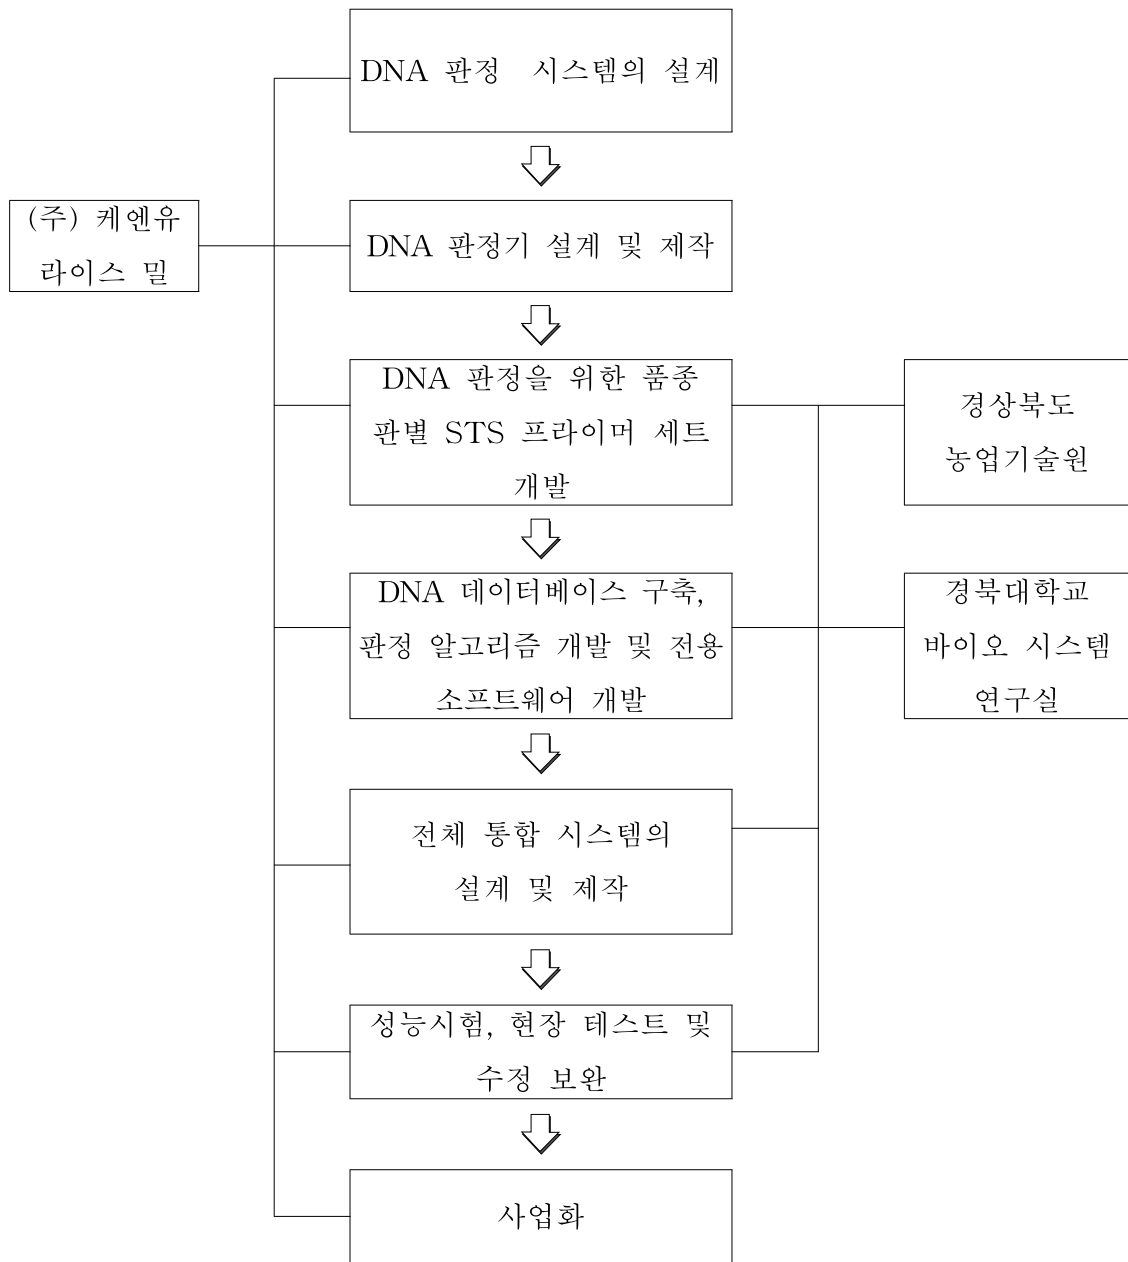 DNA 판정 시스템의 설계
(주) 케엔유
라이스 밀
DNA 판정기 설계 및 제작
DNA 판정을 위한 품종
판별 STS 프라이머 세트
개발
경상북도
농업기술원
DNA 데이터베이스 구축,
판정 알고리즘 개발 및 전용
소프트웨어 개발
경북대학교
바이오 시스템
연구실
전체 통합 시스템의
설계 및 제작
성능시험, 현장 테스트 및
수정 보완
사업화